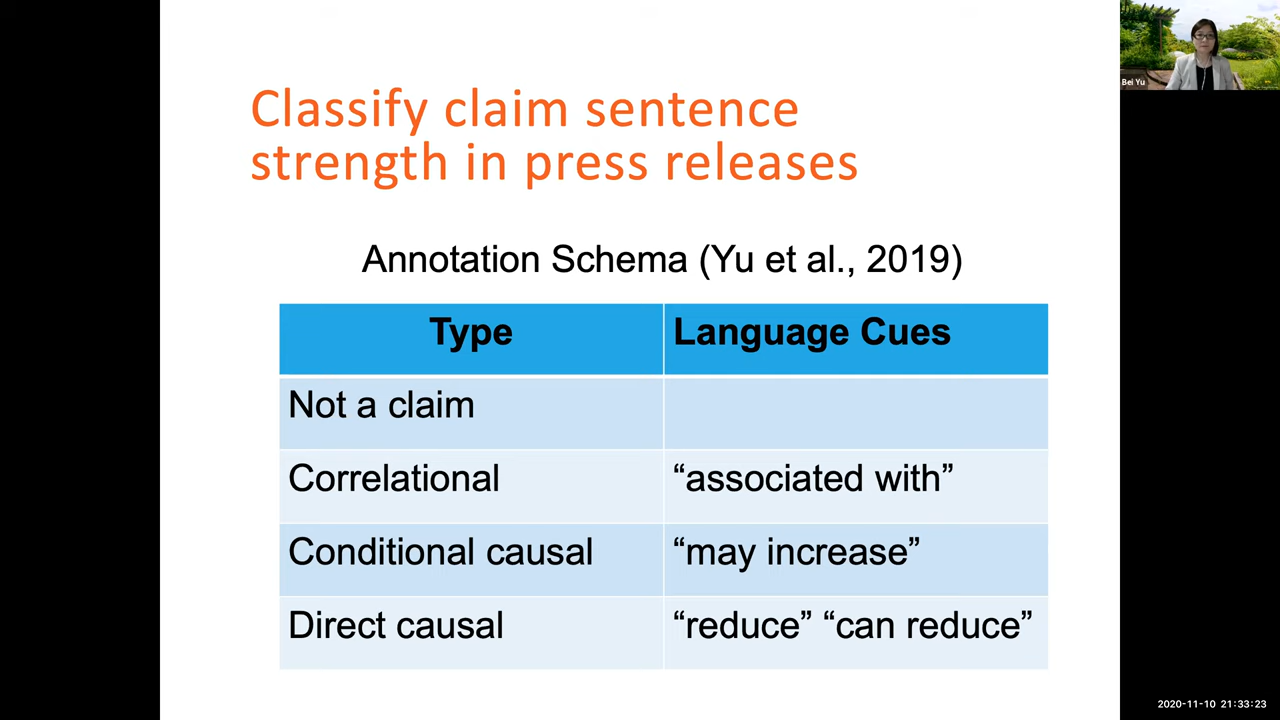 Classify claim sentence
strength in press releases
Bei Yu
Annotation Schema (Yu et al., 2019)
Type Language Cues
Not a claim
Correlational “associated with”
Conditional causal “may increase”
Direct causal “reduce” “can reduce”
2020-11-10 21:33:23